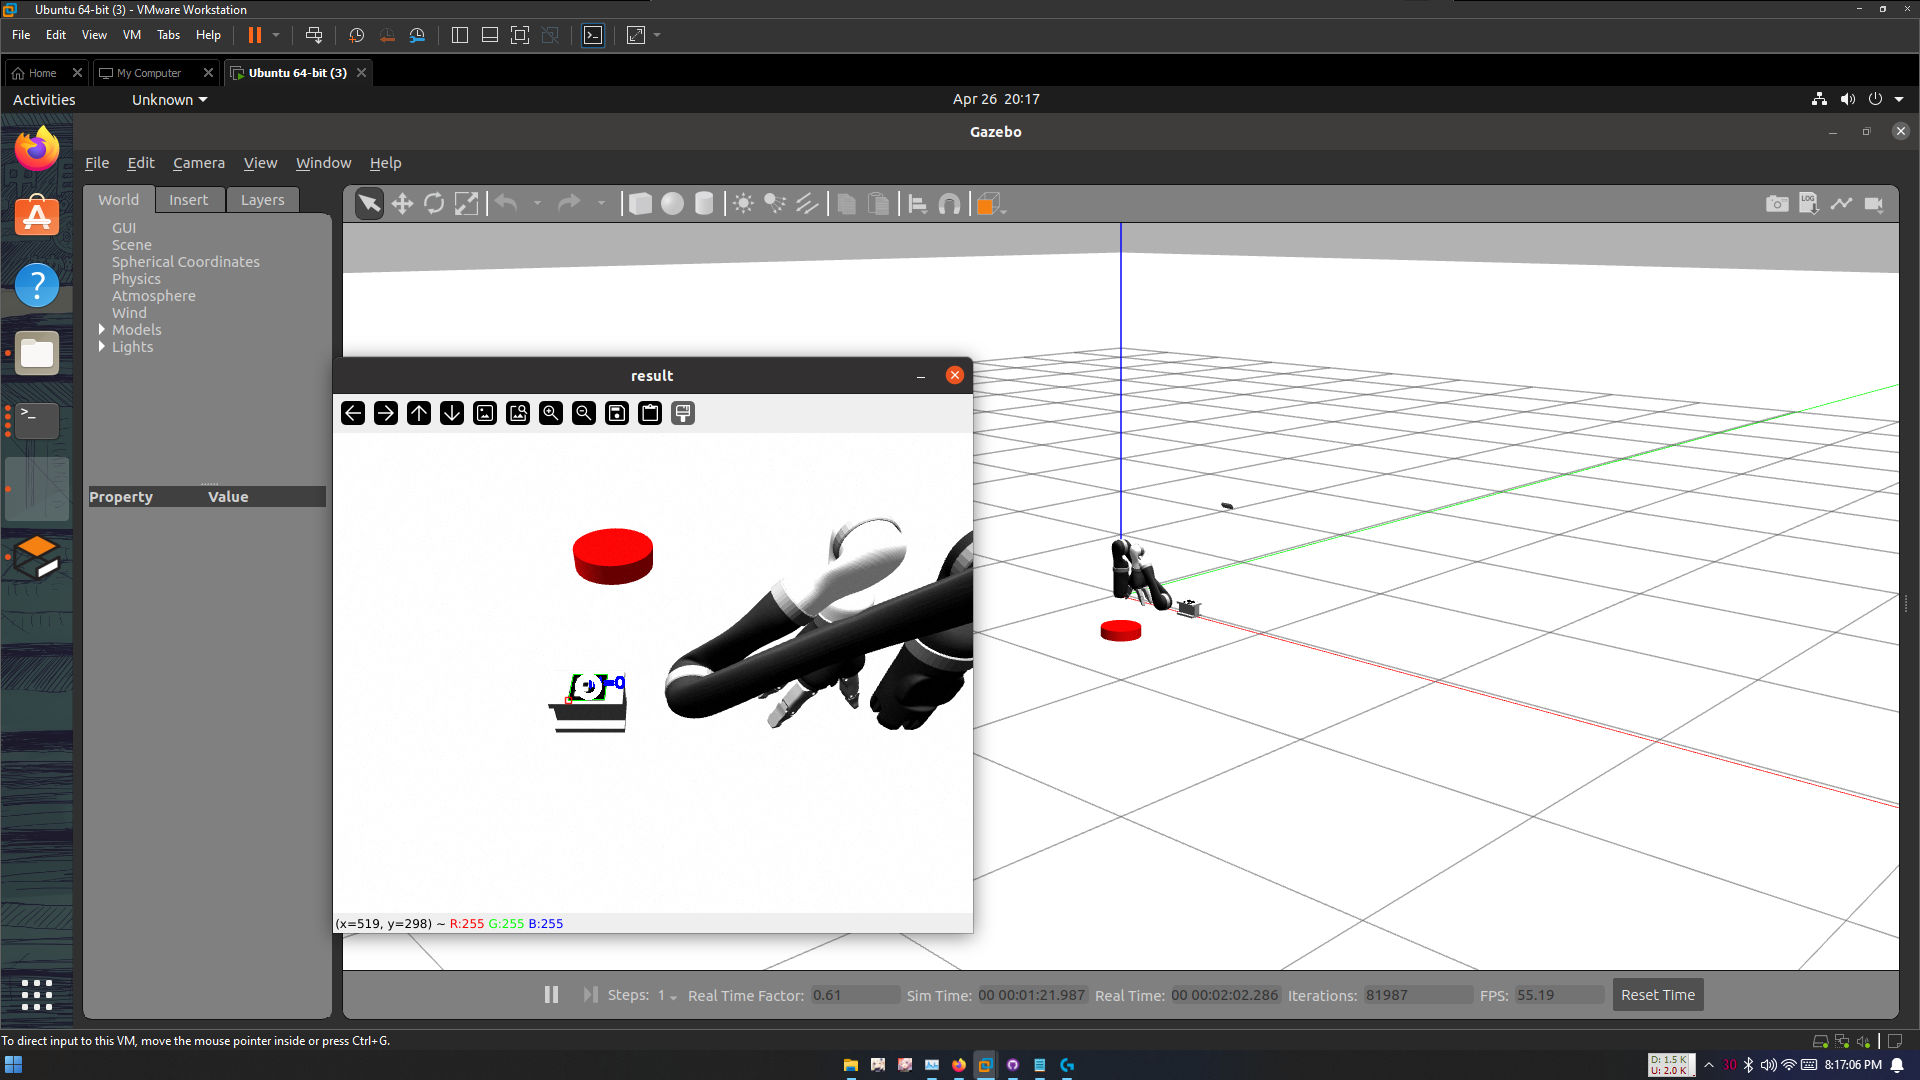 Ubuntu 64-bit (3) - VMware Workstation
File Edit View VM Tabs Help
Home My Computer Ubuntu 64-bit (3)
Activities Unknown Apr 26 20:17
Gazebo
File Edit Camera View Window Help
World Insert Layers
LOG
GUI
Scene
Spherical Coordinates
Physics
Atmosphere
Wind
Models
Lights
Property Value
result
(x=519, y=298) ~ R:255 G:255 B:255
Steps: 1 Real Time Factor: 0.61 Sim Time: 00 00:01:21.987 Real Time: 00 00:02:02.286 Iterations: 81987 FPS: 55.19 Reset Time
To direct input to this VM, move the mouse pointer inside or press Ctrl+G.
D: 1.5 K
U: 2.0 K
30
8:17:06 PM